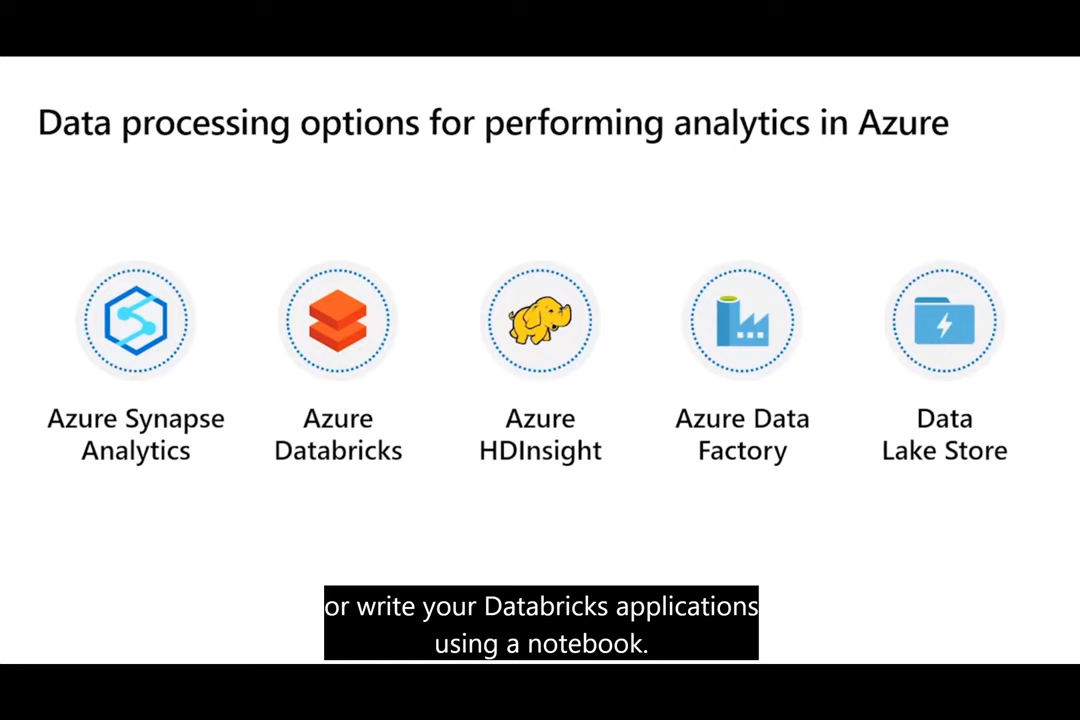 Data processing options for performing analytics in Azure
Azure Synapse
Analytics
Azure
Databricks
Azure
HDInsight
Azure Data
Factory
Data
Lake Store
or write your Databricks applications
using a notebook.